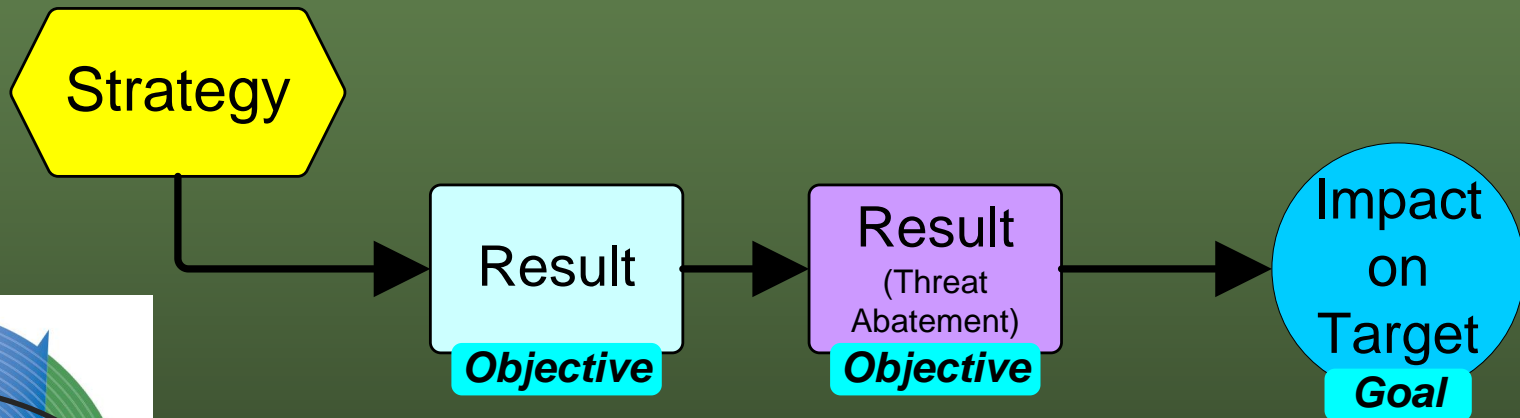 Strategy
Result
Objective
Result
(Threat
Abatement)
Objective
Impact
on
Target
Goal